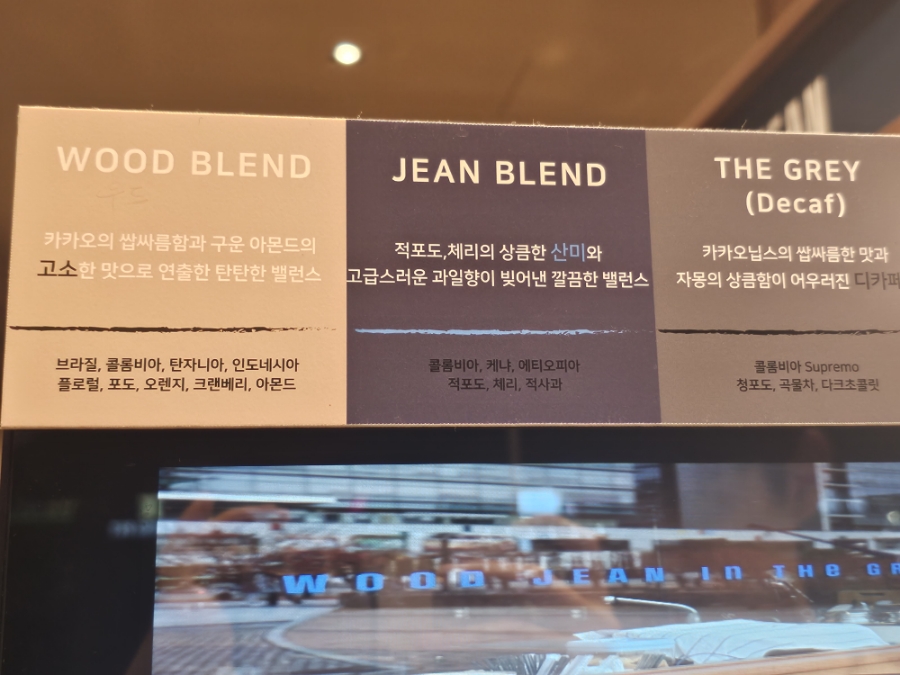 WOOD BLEND
우드
카카오의 쌉싸름함과 구운 아몬드의
고소한 맛으로 연출한 탄탄한 밸런스
브라질, 콜롬비아, 탄자니아, 인도네시아
플로럴, 포도, 오렌지, 크랜베리, 아몬드
JEAN BLEND
적포도,체리의 상큼한 산미와
고급스러운 과일향이 빚어낸 깔끔한 밸런스
콜롬비아, 케냐, 에티오피아
적포도, 체리, 적사과
THE GREY
(Decaf)
카카오닙스의 쌉싸름한 맛과
자몽의 상큼함이 어우러진 디카페
콜롬비아 Supremo
청포도, 곡물차, 다크초콜릿
WOOD JEAN IN THE GR